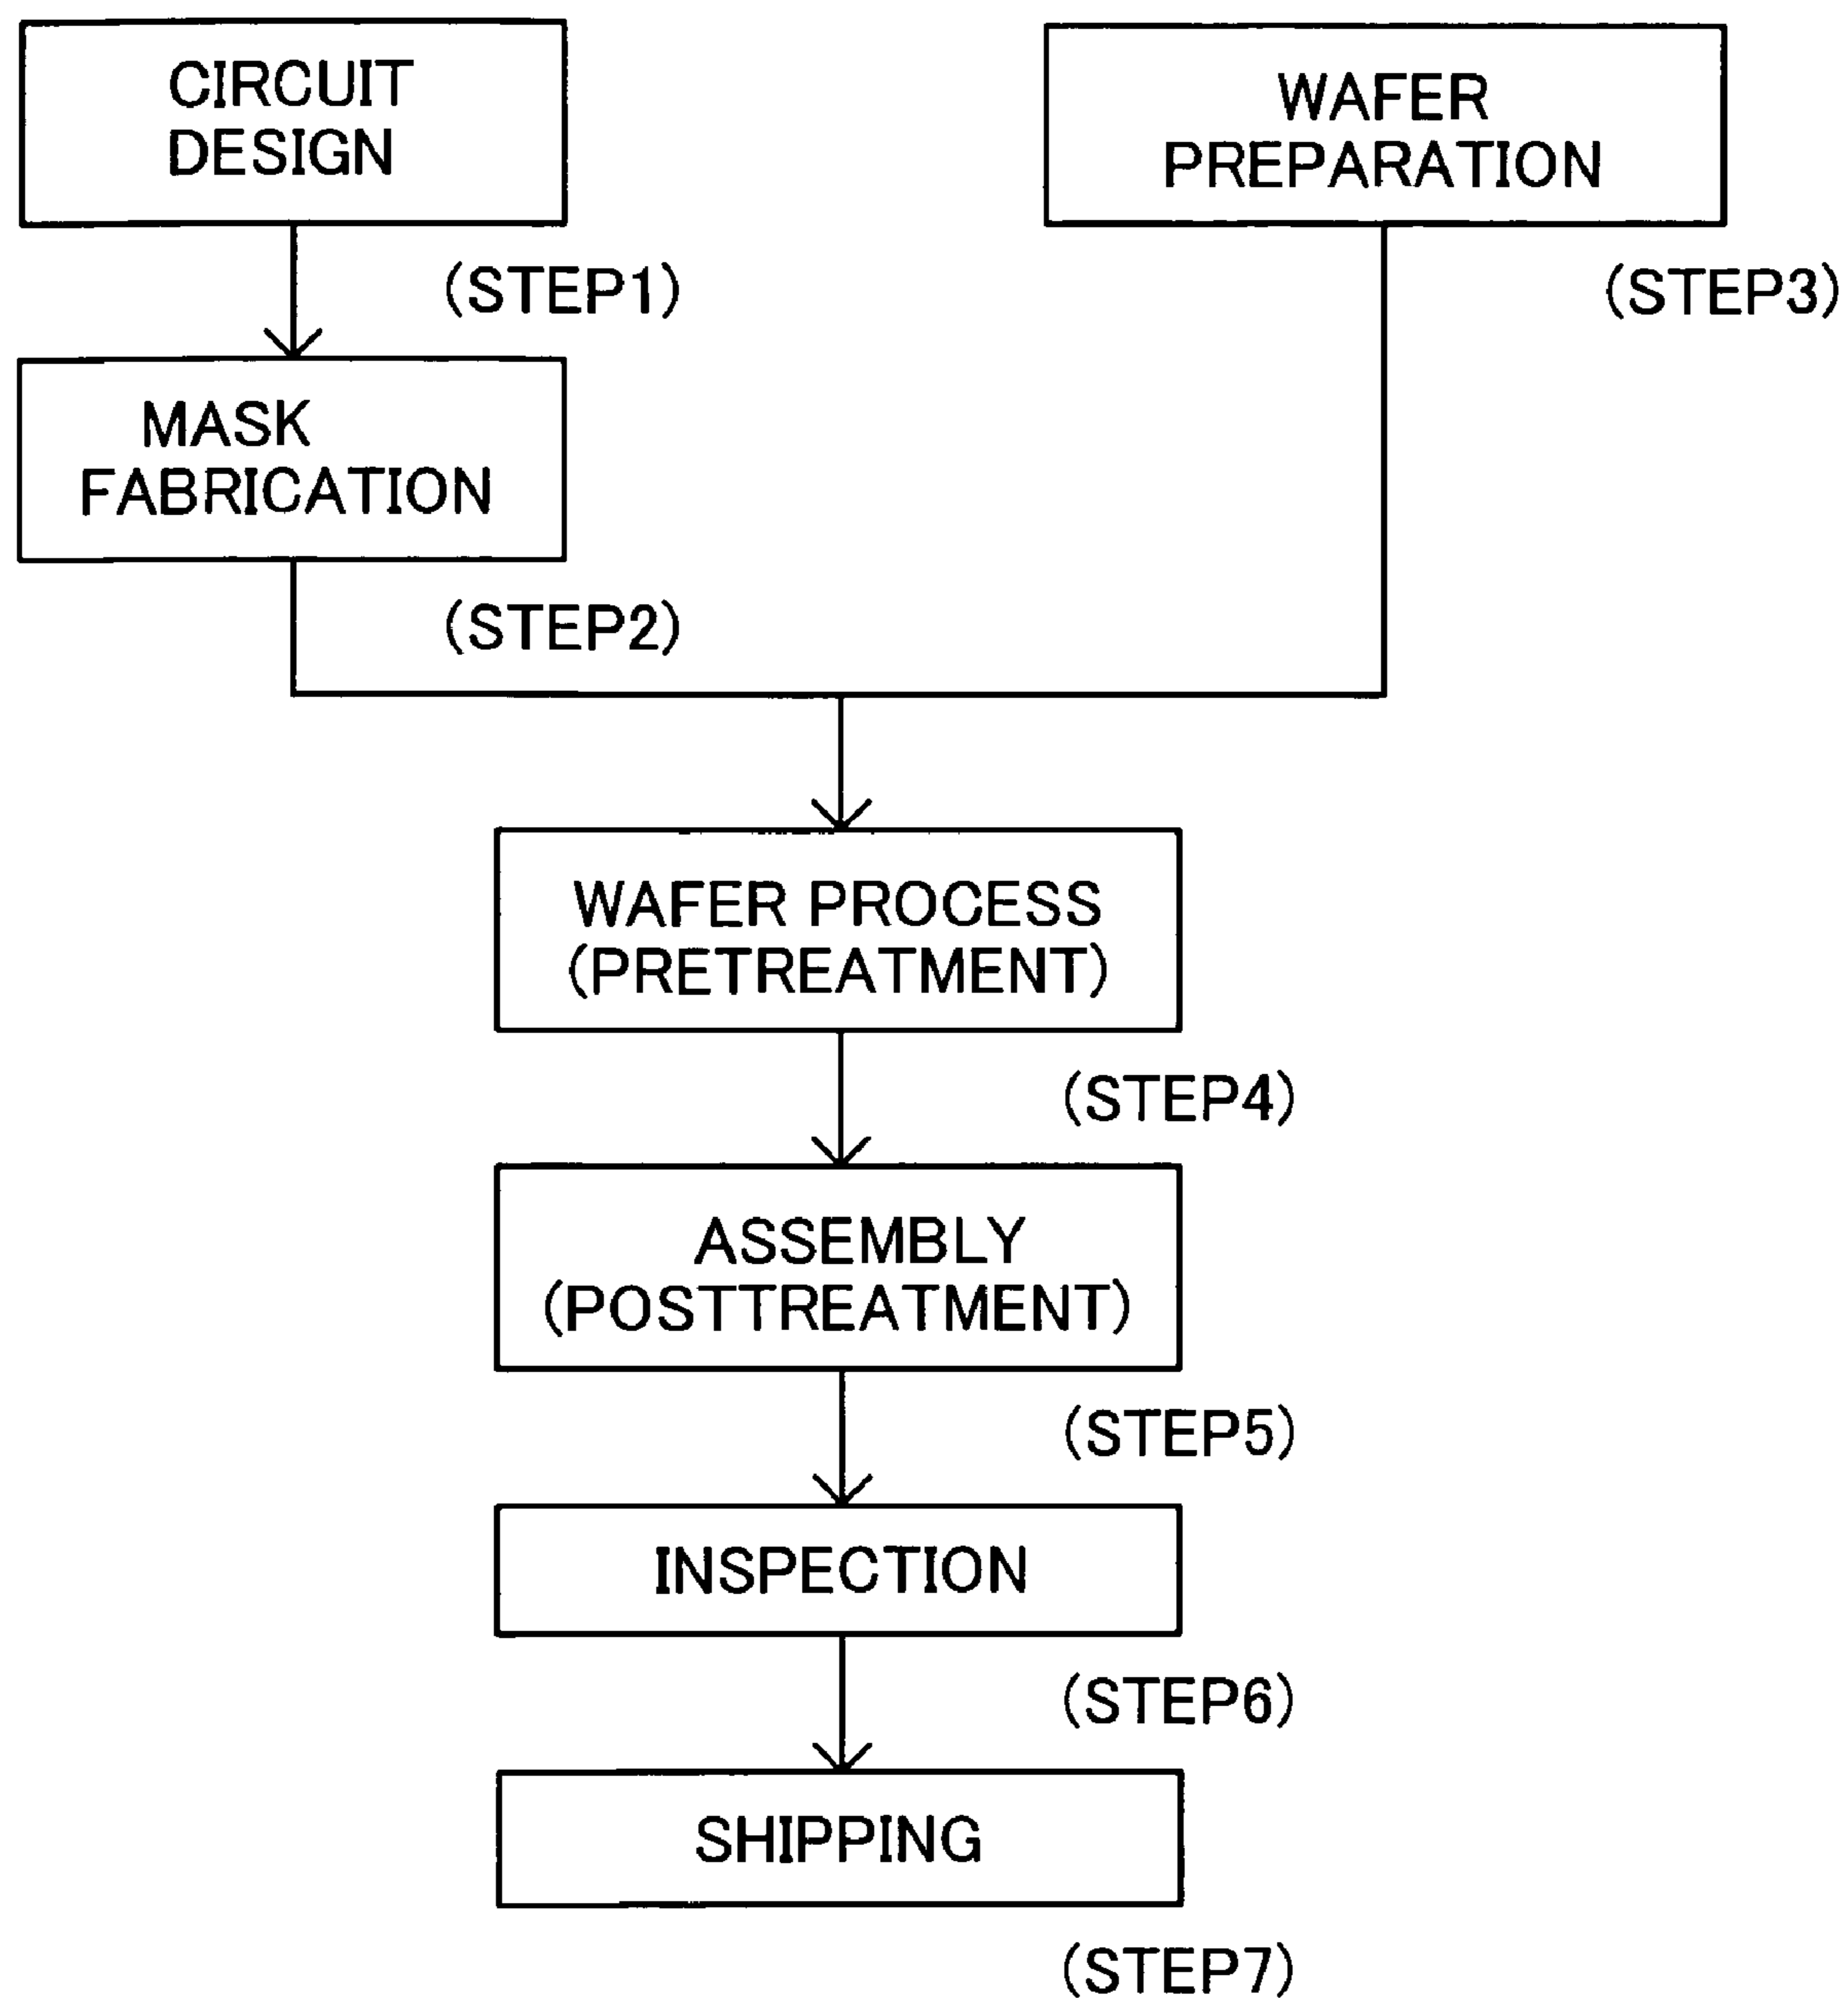 CIRCUIT
DESIGN
(STEP1)
MASK
FABRICATION
(STEP2)
WAFER
PREPARATION
(STEP3)
WAFER PROCESS
(PRETREATMENT)
(STEP4)
ASSEMBLY
(POSTTREATMENT)
(STEP5)
INSPECTION
(STEP6)
SHIPPING
(STEP7)